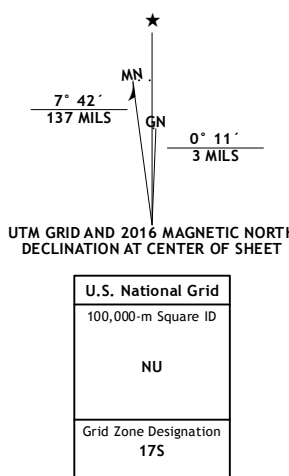 ★
MN
7° 42´
137 MILS
GN
0° 11´
3 MILS
UTM GRID AND 2016 MAGNETIC NORTH
DECLINATION AT CENTER OF SHEET
U.S. National Grid
100,000-m Square ID
NU
Grid Zone Designation
17S